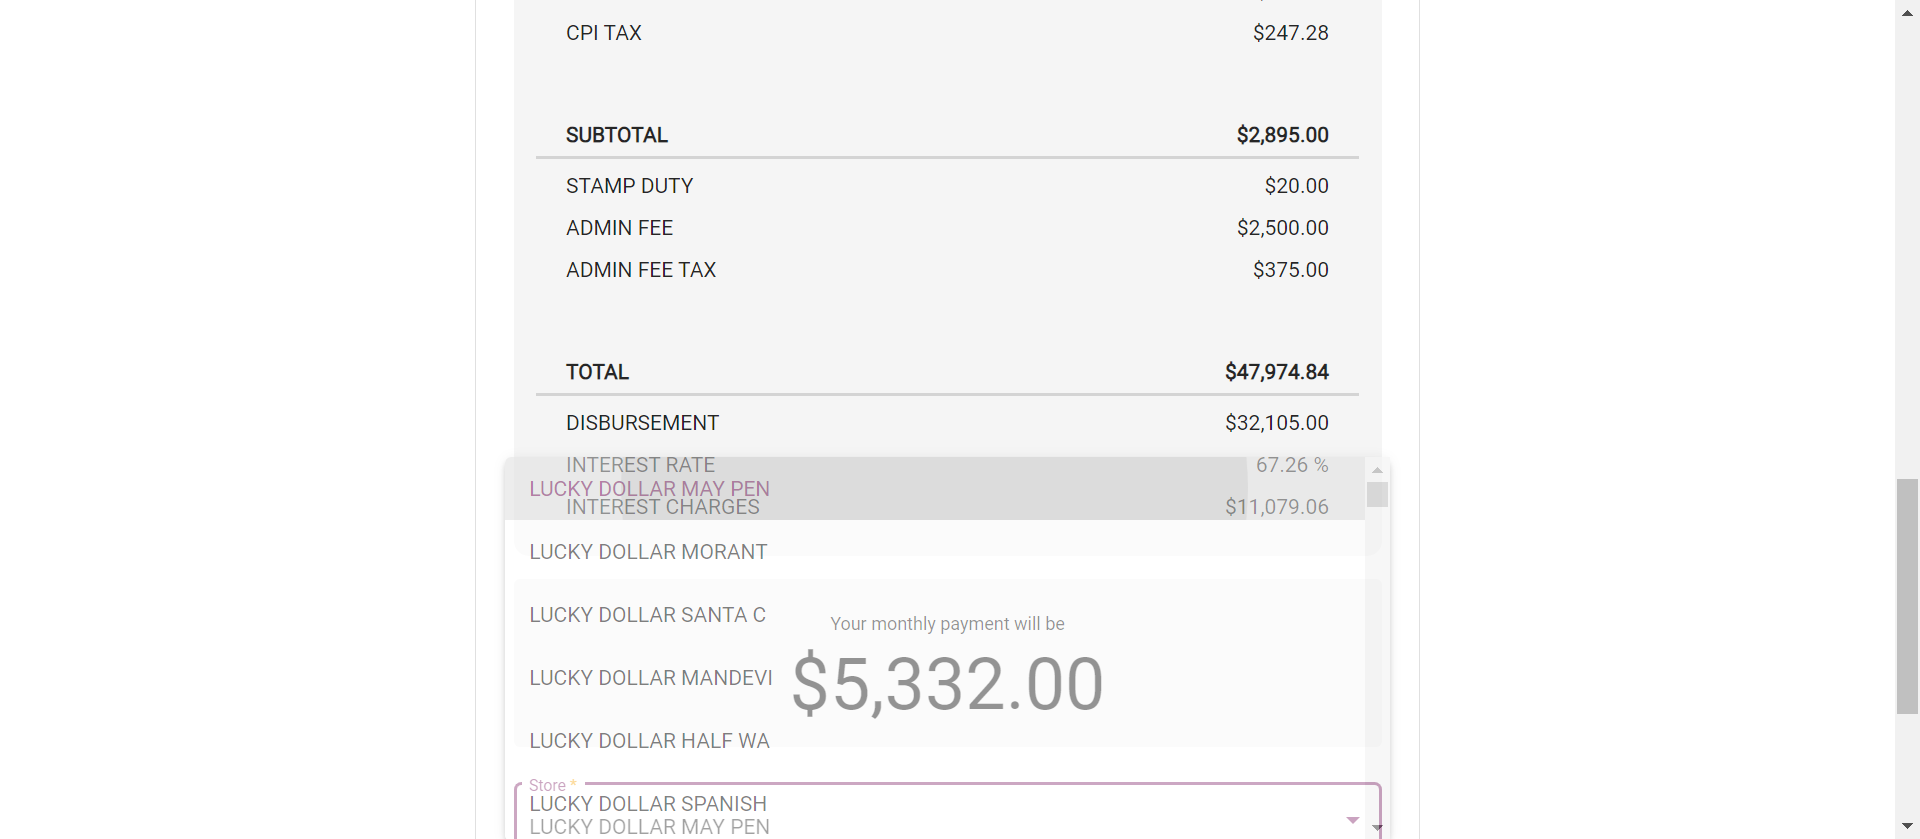 CPI TAX $247.28
SUBTOTAL $2,895.00
STAMP DUTY $20.00
ADMIN FEE $2,500.00
ADMIN FEE TAX $375.00
TOTAL $47,974.84
DISBURSEMENT $32,105.00
INTEREST RATE 67.26 %
LUCKY DOLLAR MAY PEN
INTEREST CHARGES $11,079.06
LUCKY DOLLAR MORANT
LUCKY DOLLAR SANTA C
Your monthly payment will be
LUCKY DOLLAR MANDEVI
$5,332.00
LUCKY DOLLAR HALF WA
Store *
LUCKY DOLLAR SPANISH
LUCKY DOLLAR MAY PEN